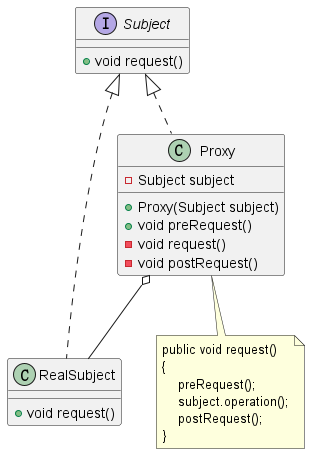 I Subject
void request()
C Proxy
Subject subject
Proxy(Subject subject)
void preRequest()
void request()
void postRequest()
C RealSubject
void request()
public void request()
{
preRequest();
subject.operation();
postRequest();
}